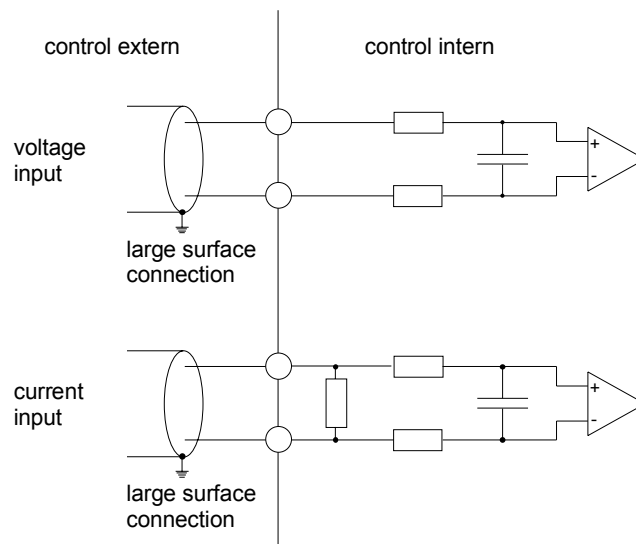 control extern
control intern
voltage
input
+
-
large surface
connection
current
input
+
-
large surface
connection